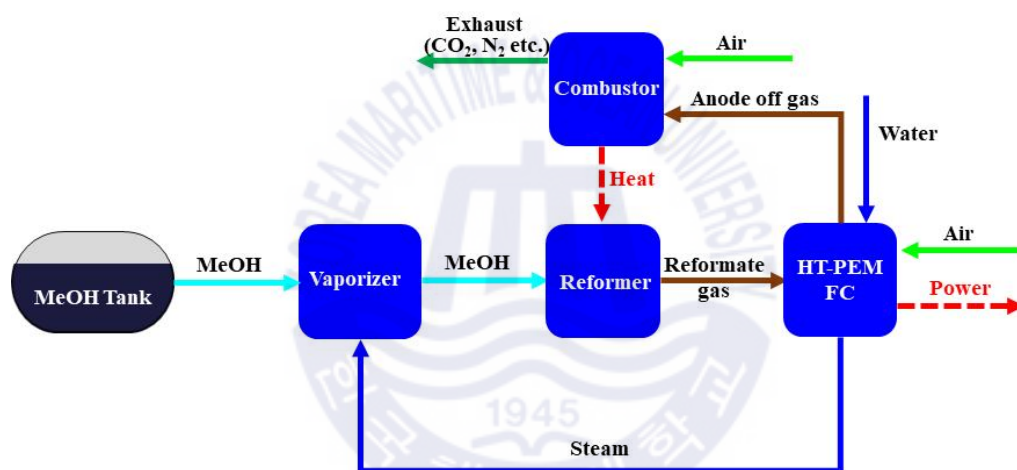 Exhaust
(CO₂, N₂ etc.)
Air
Combustor
Anode off gas
Water
Heat
MeOH Tank
MeOH
Vaporizer
MeOH
Reformer
Reformate
gas
HT-PEM
FC
Air
Power
Steam
1945